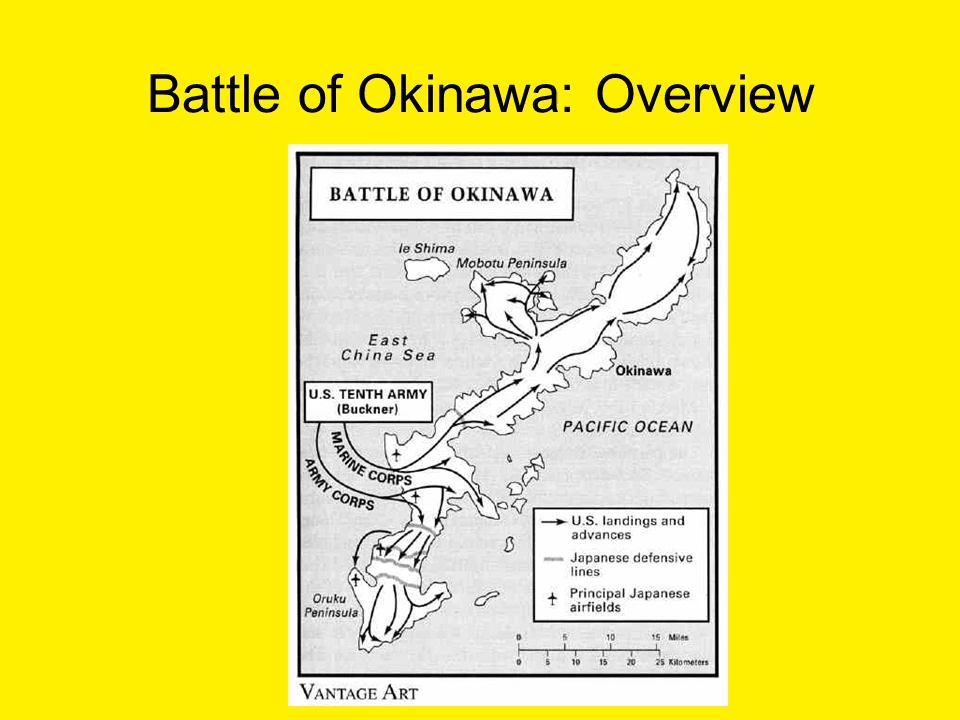 Battle of Okinawa: Overview
BATTLE OF OKINAWA
Ie Shima
Mobotu Peninsula
East
China Sea
Okinawa
U.S. TENTH ARMY
(Buckner)
PACIFIC OCEAN
MARINE CORPS
ARMY CORPS
U.S. landings and
advances
Japanese defensive
lines
Principal Japanese
airfields
Oruku
Peninsula
0 5 10 15 Miles
0 5 10 15 20 25 Kilometers
VANTAGE ART